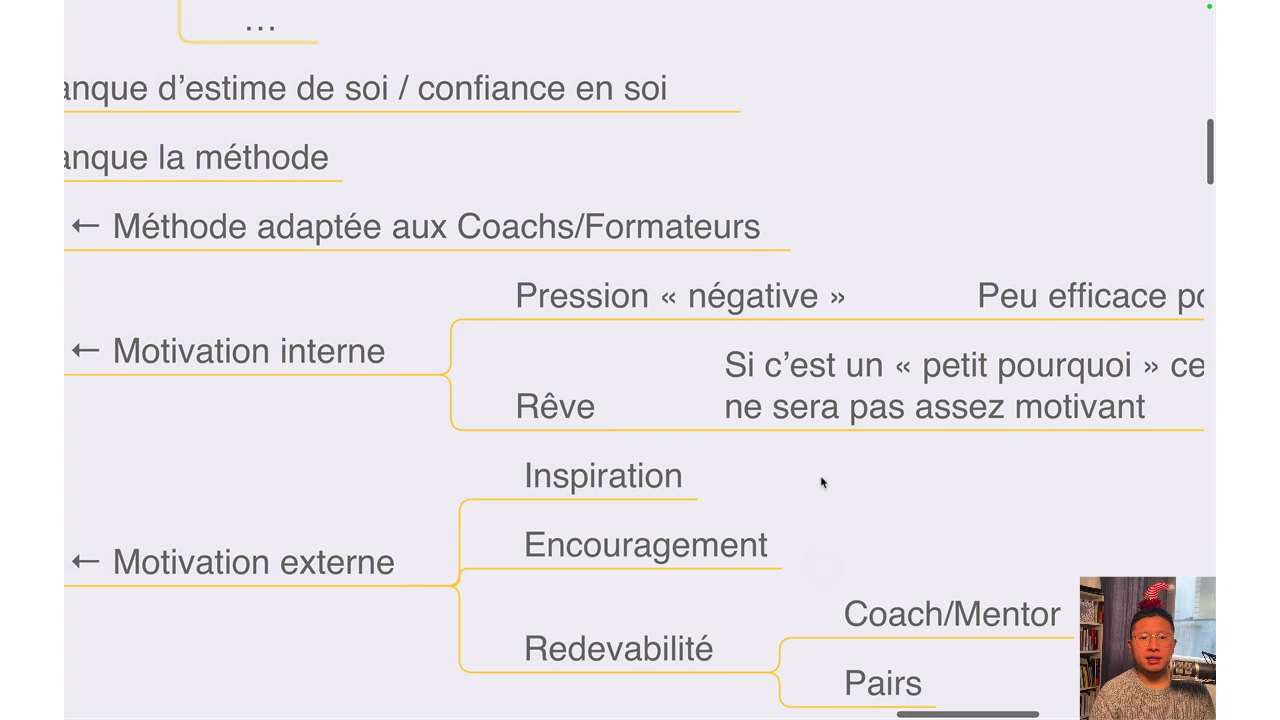 ...
anque d’estime de soi / confiance en soi
anque la méthode
← Méthode adaptée aux Coachs/Formateurs
Pression « négative »
Peu efficace
← Motivation interne
Si c’est un « petit pourquoi » ce
Rêve
ne sera pas assez motivant
Inspiration
Encouragement
← Motivation externe
Coach/Mentor
Redevabilité
Pairs